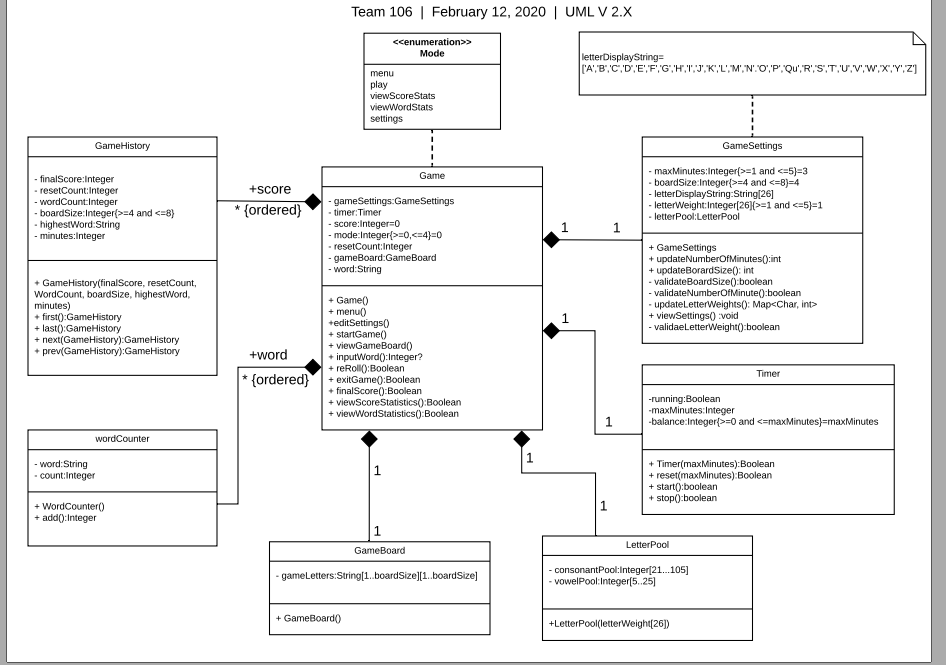 Team 106 | February 12, 2020 | UML V 2.X
<<enumeration>>
Mode
menu
play
viewScoreStats
viewWordStats
settings
letterDisplayString=
['A','B','C','D','E','F','G','H','I','J','K','L','M','N'.'O','P','Qu','R','S','T','U','V','W','X','Y','Z']
GameHistory
- finalScore:Integer
- resetCount:Integer
- wordCount:Integer
- boardSize:Integer{>=4 and <=8}
- highestWord:String
- minutes:Integer
+ GameHistory(finalScore, resetCount,
WordCount, boardSize, highestWord,
minutes)
+ first():GameHistory
+ last():GameHistory
+ next(GameHistory):GameHistory
+ prev(GameHistory):GameHistory
+score
* {ordered}
Game
- gameSettings:GameSettings
- timer:Timer
- score:Integer=0
- mode:Integer{>=0,<=4}=0
- resetCount:Integer
- gameBoard:GameBoard
- word:String
+ Game()
+ menu()
+editSettings()
+ startGame()
+ viewGameBoard()
+ inputWord():Integer?
+ reRoll():Boolean
+ exitGame():Boolean
+ finalScore():Boolean
+ viewScoreStatistics():Boolean
+ viewWordStatistics():Boolean
1
1
GameSettings
- maxMinutes:Integer{>=1 and <=5}=3
- boardSize:Integer{>=4 and <=8}=4
- letterDisplayString:String[26]
- letterWeight:Integer[26]{>=1 and <=5}=1
- letterPool:LetterPool
+ GameSettings
+ updateNumberOfMinutes():int
+ updateBorardSize(): int
- validateBoardSize():boolean
- validateNumberOfMinute():boolean
- updateLetterWeights(): Map<Char, int>
+ viewSettings() :void
- validaeLetterWeight():boolean
+word
* {ordered}
1
1
Timer
-running:Boolean
-maxMinutes:Integer
-balance:Integer{>=0 and <=maxMinutes}=maxMinutes
+ Timer(maxMinutes):Boolean
+ reset(maxMinutes):Boolean
+ start():boolean
+ stop():boolean
wordCounter
- word:String
- count:Integer
+ WordCounter()
+ add():Integer
1
1
1
1
GameBoard
- gameLetters:String[1..boardSize][1..boardSize]
+ GameBoard()
LetterPool
- consonantPool:Integer[21...105]
- vowelPool:Integer[5..25]
+LetterPool(letterWeight[26])